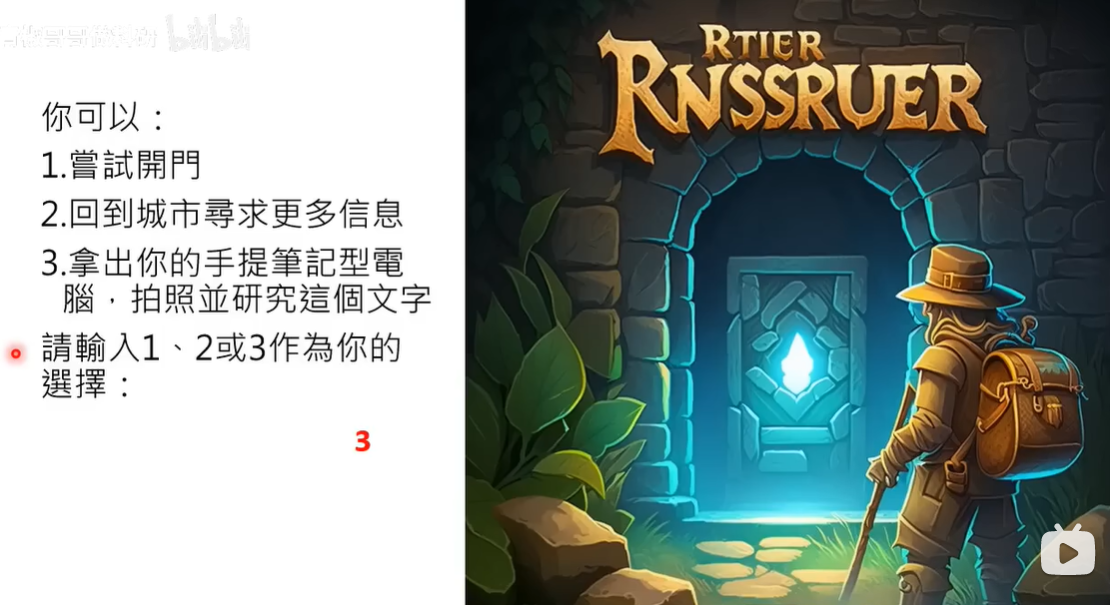 你可以：
1.嘗試開門
2.回到城市尋求更多信息
3.拿出你的手提筆記型電
腦，拍照並研究這個文字
請輸入1、2或3作為你的
選擇：
3
RTIER
RNSSRUER
bilibili